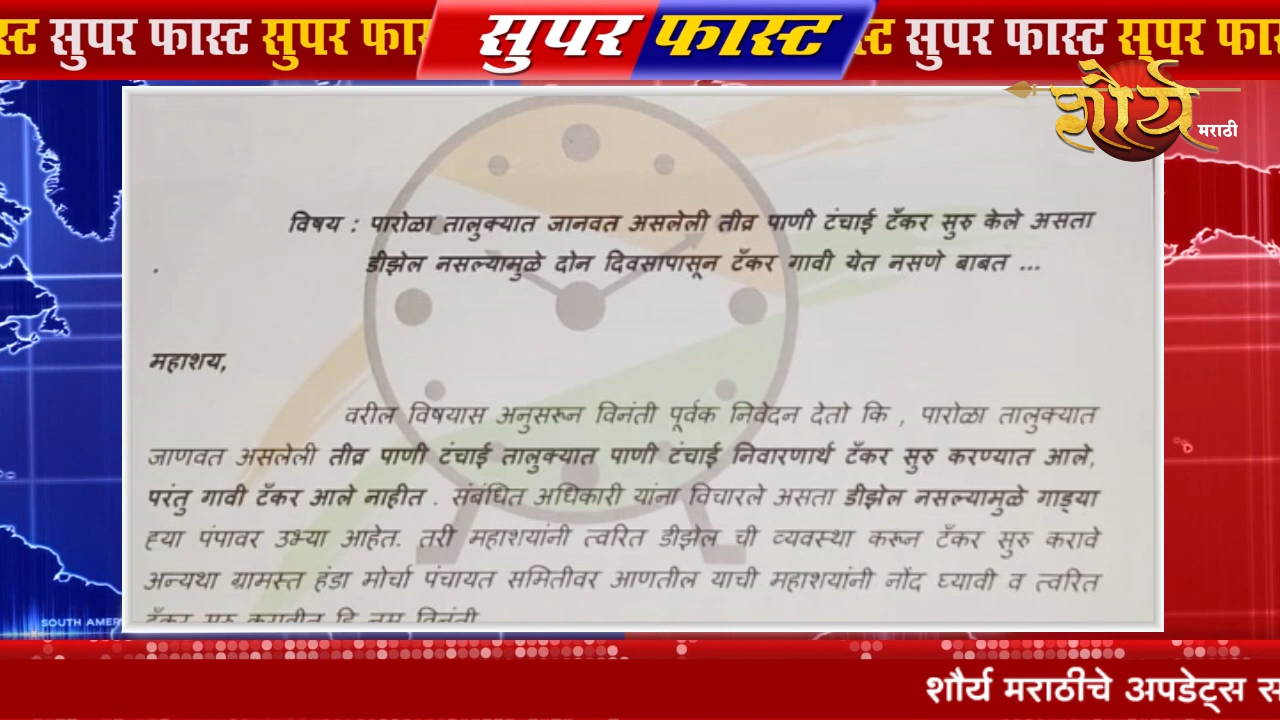 सुपर फास्ट सुपर
सुपर फास्ट
सुपर फास्ट सुपर
शौर्य
मराठी
विषय : पारोळा तालुक्यात जानवत असलेली तीव्र पाणी टंचाई टँकर सुरु केले असता
डीझेल नसल्यामुळे दोन दिवसापासून टँकर गावी येत नसणे बाबत ...
महाशय,
वरील विषयास अनुसरून विनंती पूर्वक निवेदन देतो कि , पारोळा तालुक्यात
जाणवत असलेली तीव्र पाणी टंचाई तालुक्यात पाणी टंचाई निवारणार्थ टँकर सुरु करण्यात आले,
परंतु गावी टँकर आले नाहीत . संबंधित अधिकारी यांना विचारले असता डीझेल नसल्यामुळे गाड्या
ह्या पंपावर उभ्या आहेत. तरी महाशयांनी त्वरित डीझेल ची व्यवस्था करून टँकर सुरु करावे
अन्यथा ग्रामस्त हंडा मोर्चा पंचायत समितीवर आणतील याची महाशयांनी नोंद घ्यावी व त्वरित
SOUTH AMER
शौर्य मराठीचे अपडेट्स